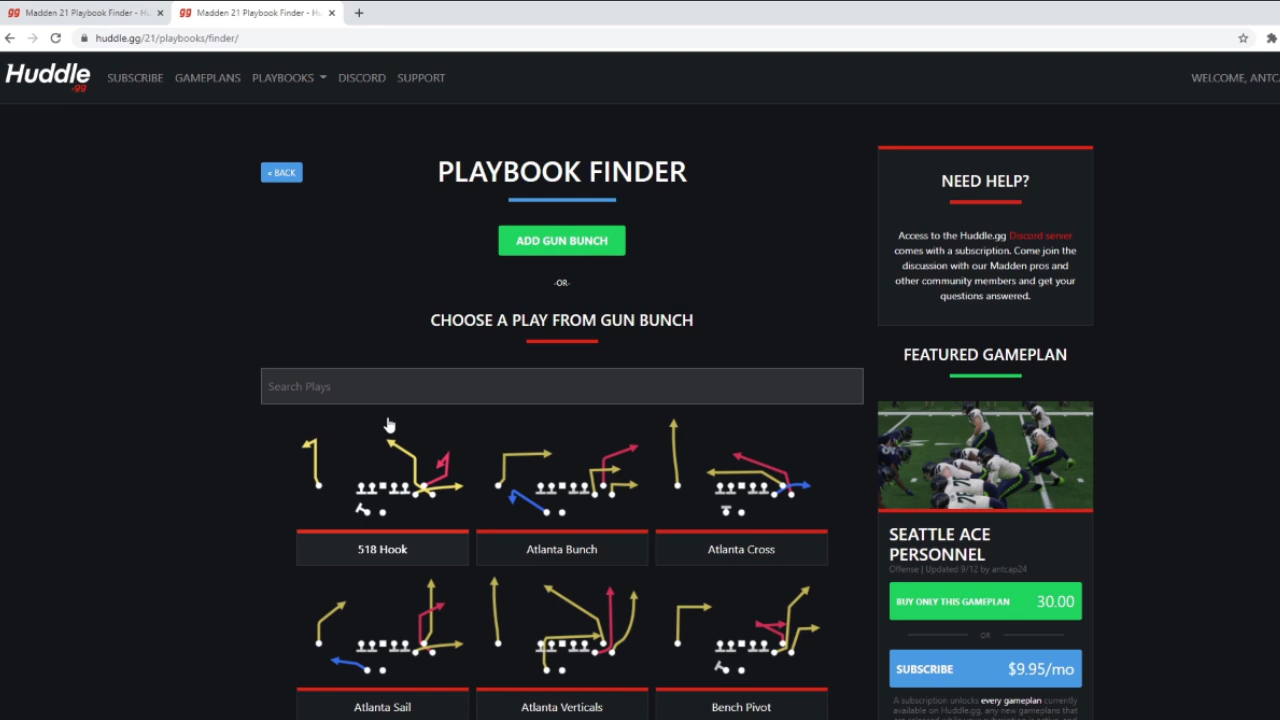 Madden 21 Playbook Finder - Hu
Madden 21 Playbook Finder - H
huddle.gg/21/playbooks/finder/
Huddle
.gg
SUBSCRIBE
GAMEPLANS
PLAYBOOKS
DISCORD
SUPPORT
WELCOME, ANTCA
< BACK
PLAYBOOK FINDER
ADD GUN BUNCH
-OR-
CHOOSE A PLAY FROM GUN BUNCH
Search Plays
518 Hook
Atlanta Bunch
Atlanta Cross
Atlanta Sail
Atlanta Verticals
Bench Pivot
NEED HELP?
Access to the Huddle.gg Discord server
comes with a subscription. Come join the
discussion with our Madden pros and
other community members and get your
questions answered.
FEATURED GAMEPLAN
SEATTLE ACE
PERSONNEL
Offense | Updated 9/12 by antcap24
BUY ONLY THIS GAMEPLAN 30.00
OR
SUBSCRIBE $9.95/mo
A subscription unlocks every gameplan currently
available on Huddle.gg, any new gameplans that